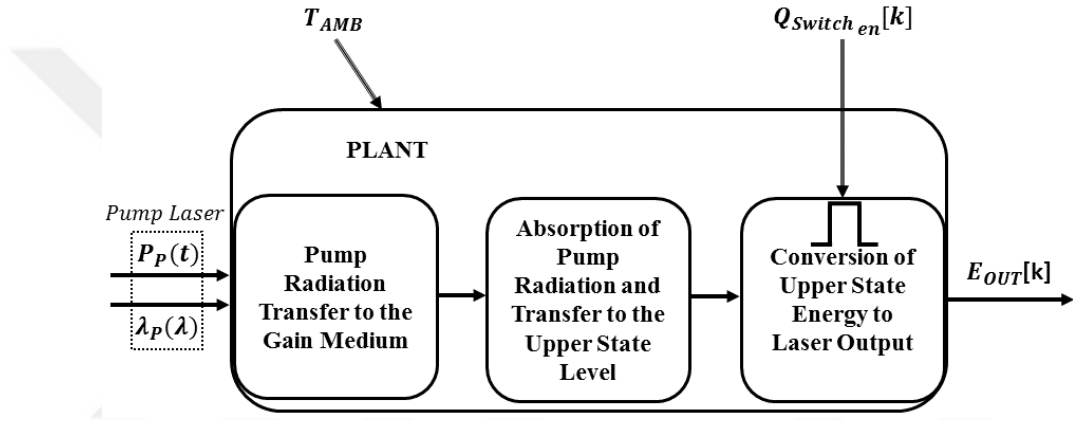 T_AMB
Q_Switch_en[k]
PLANT
Pump Laser
P_P(t)
λ_P(λ)
Pump
Radiation
Transfer to the
Gain Medium
Absorption of
Pump
Radiation and
Transfer to the
Upper State
Level
Conversion of
Upper State
Energy to
Laser Output
E_OUT[k]